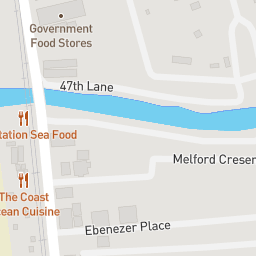 Government
Food Stores
47th Lane
tation Sea Food
Melford Cresen
The Coast
ean Cuisine
Ebenezer Place